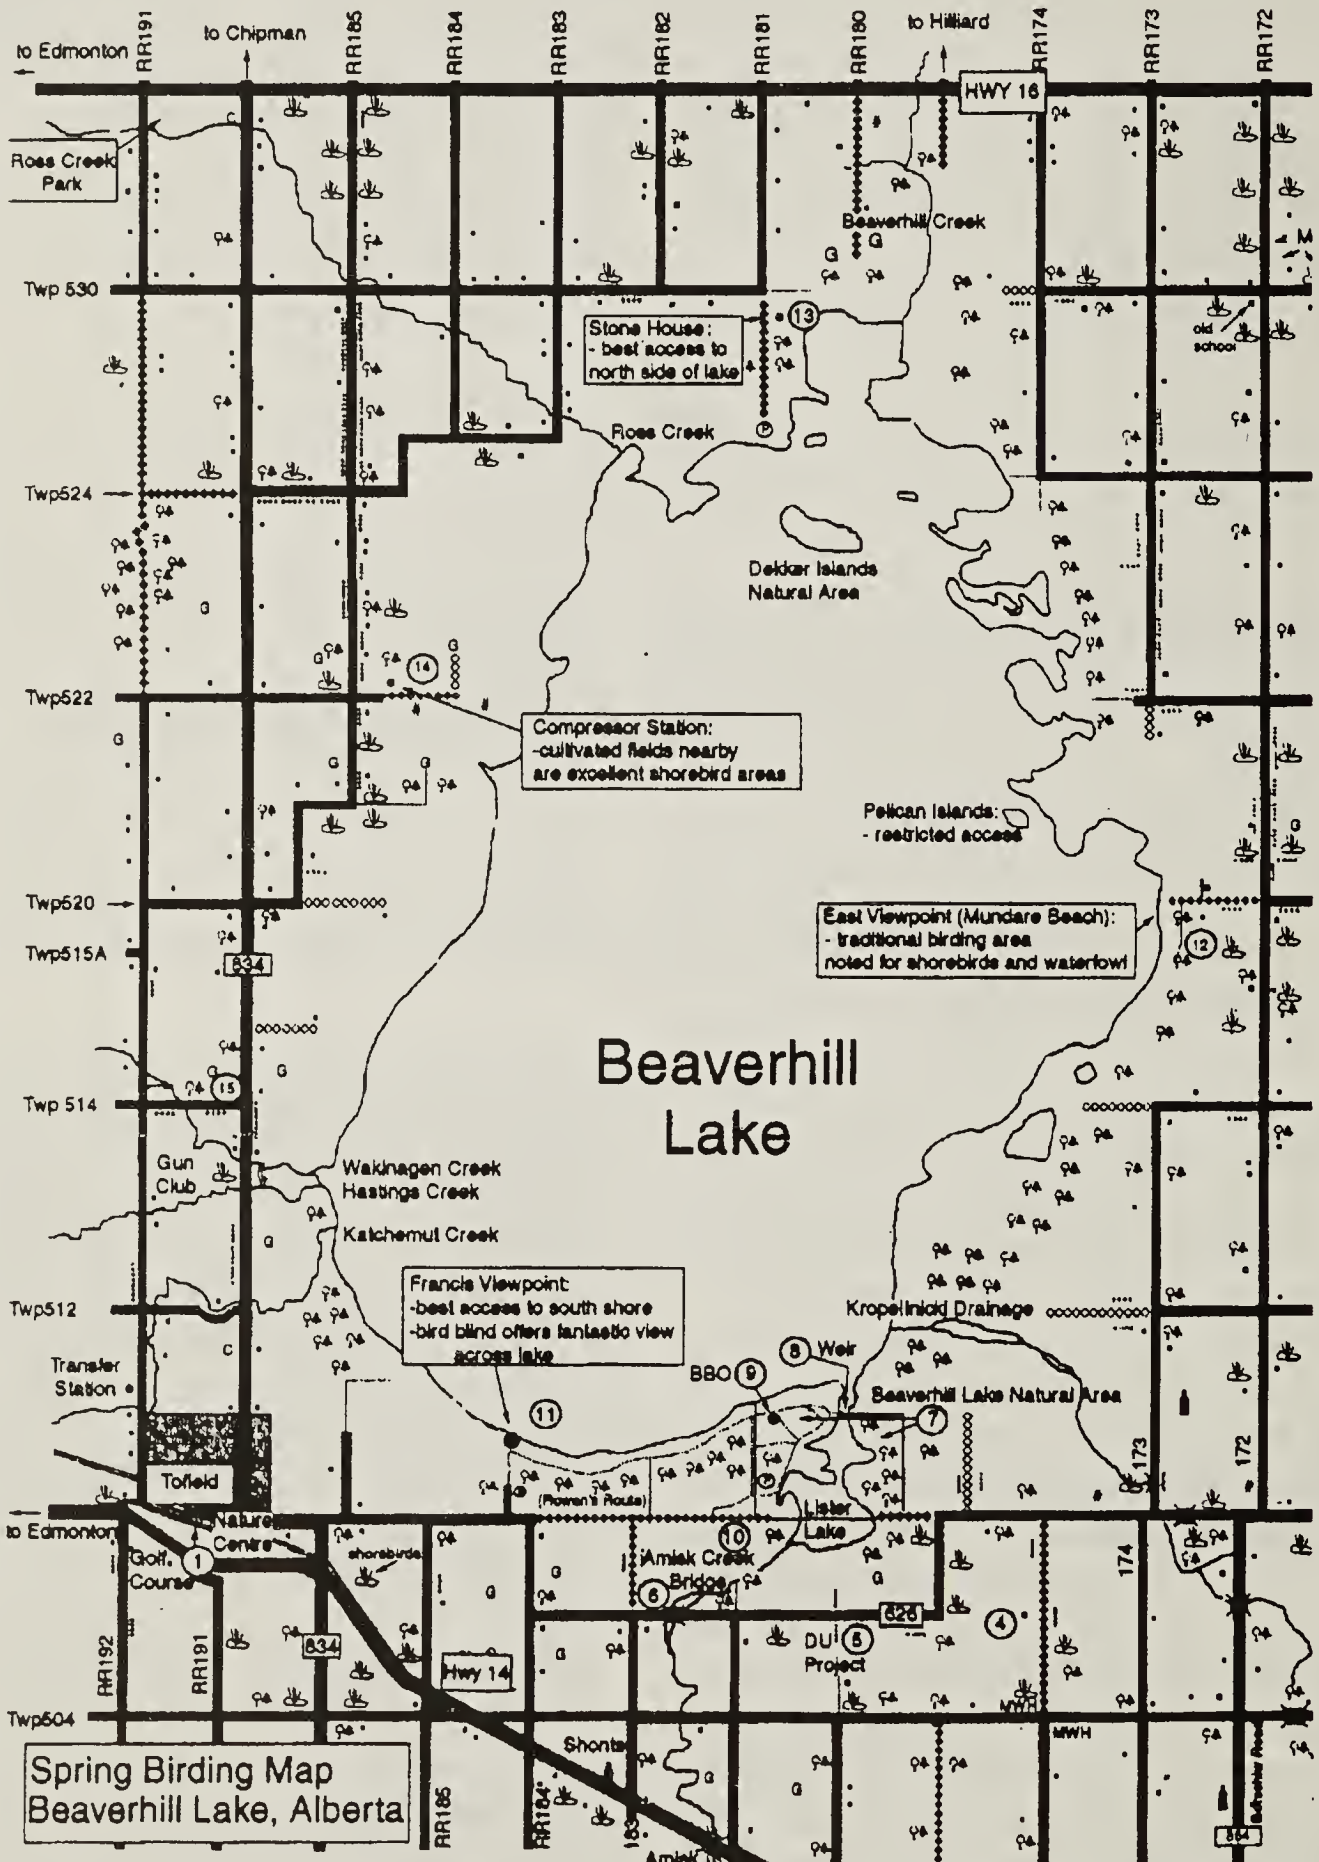 to Edmonton
RR191
to Chipman
RR185
RR184
RR183
RR182
RR181
RR180
to Hilliard
RR174
RR173
RR172
HWY 16
Ross Creek
Park
C
Beaverhill Creek
G
G
M
Twp 530
Stone House:
- best access to
north side of lake
13
old
school
P
Ross Creek
Twp524
Dekker Islands
Natural Area
G
G
14
G
Twp522
G
Compressor Station:
-cultivated fields nearby
are excellent shorebird areas
G
G
Pelican Islands:
- restricted access
G
Twp520
Twp515A
834
East Viewpoint (Mundare Beach):
- traditional birding area
noted for shorebirds and waterfowl
12
Beaverhill
Lake
G
G
15
Twp 514
Gun
Club
Wakinagen Creek
Hastings Creek
G
Katchemut Creek
Twp512
Francis Viewpoint:
-best access to south shore
-bird blind offers fantastic view
across lake
Kropelinicki Drainage
C
8 Weir
BBO 9
Beaverhill Lake Natural Area
7
11
Transfer
Station
Tofield
(Rowen's Route)
P
173
172
to Edmonton
Nature
Centre
Golf
Course
1
shorebirds
10
Lister
Lake
Amisk Creek
Bridge
6
G
G
G
174
626
4
DU
Project
5
G
RR192
RR191
834
Hwy 14
G
MWH
MWH
Twp504
Shonts
G
G
Spring Birding Map
Beaverhill Lake, Alberta
RR185
RR184
183
Amisk